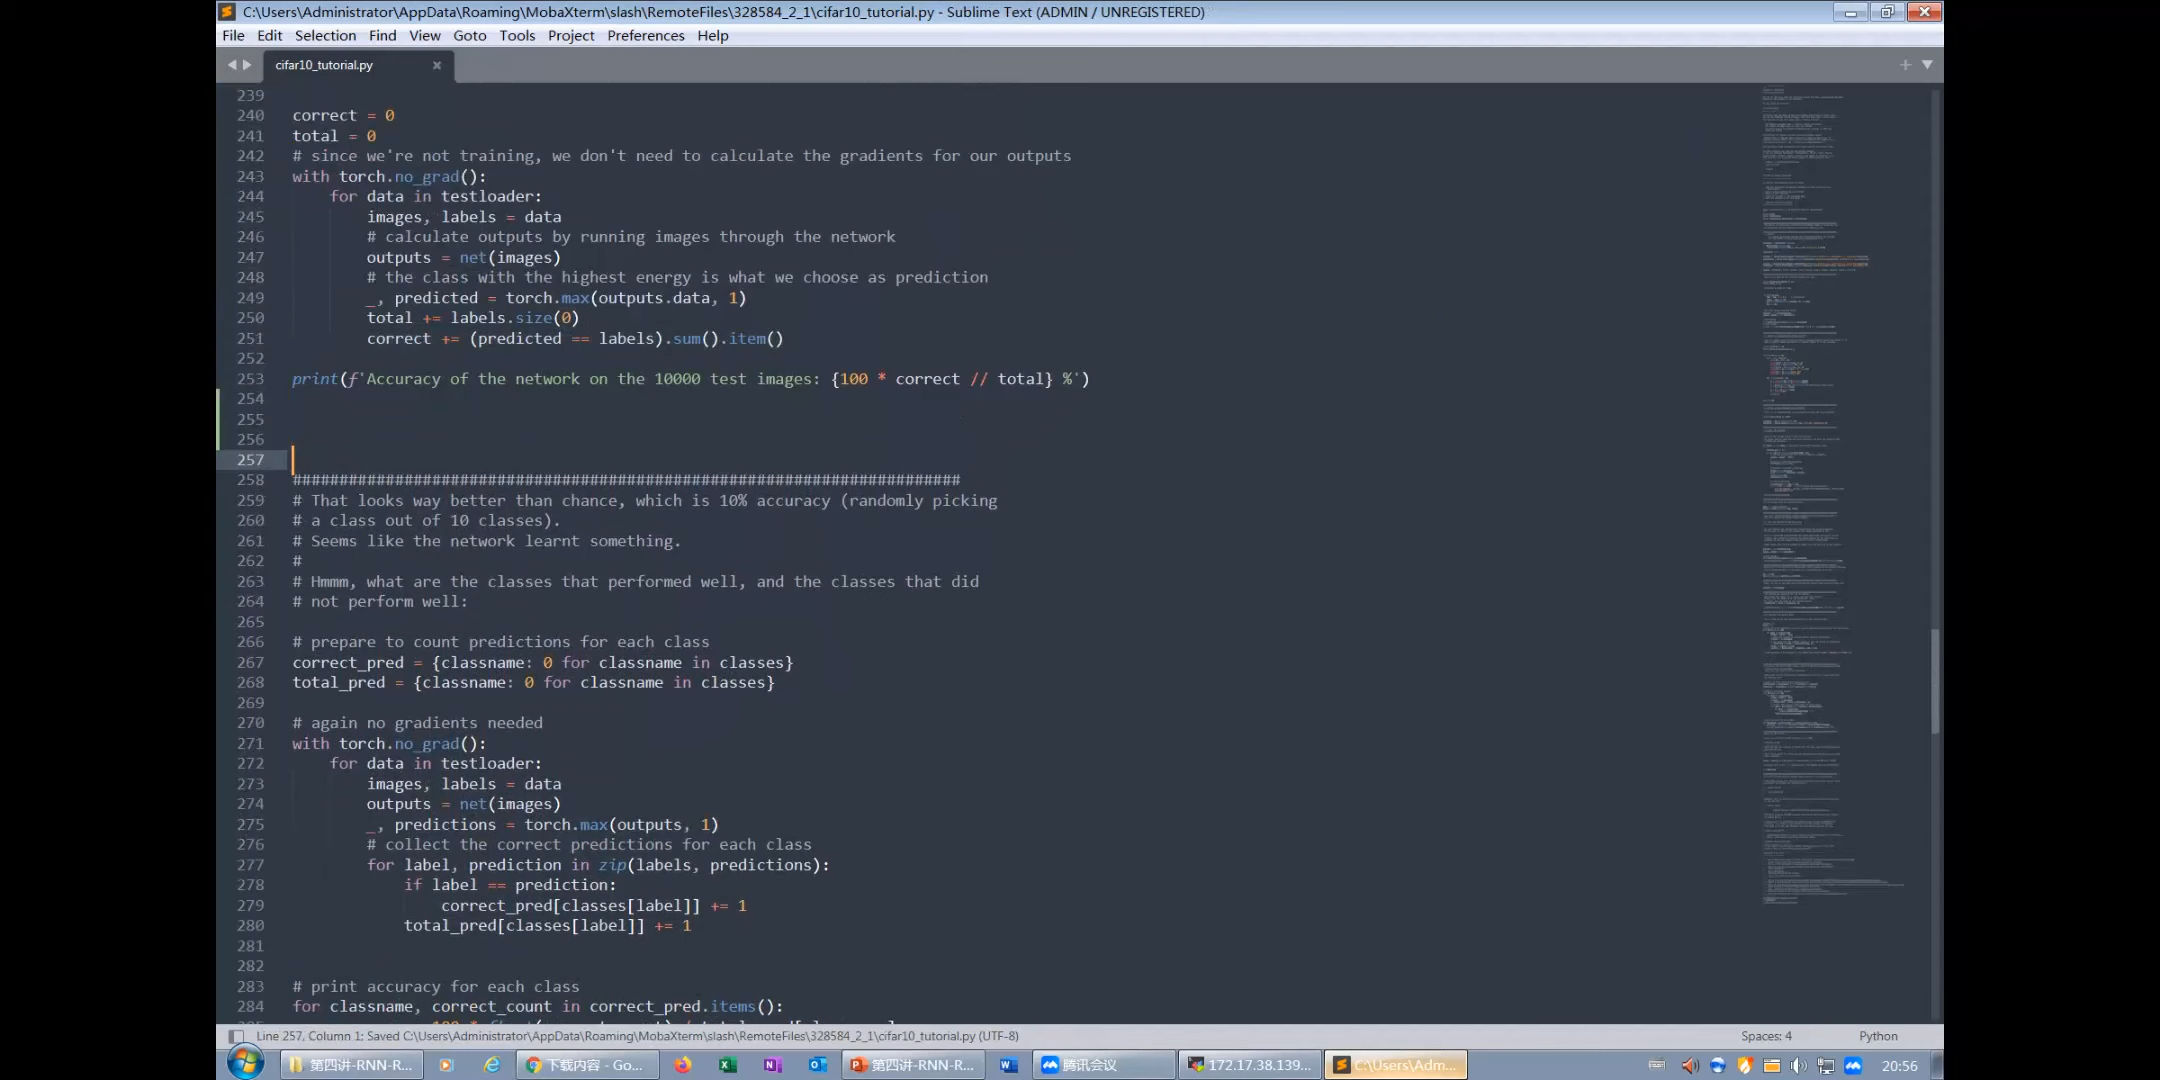 C:\Users\Administrator\AppData\Roaming\MobaXterm\slash\RemoteFiles\328584_2_1\cifar10_tutorial.py - Sublime Text (ADMIN / UNREGISTERED)
File Edit Selection Find View Goto Tools Project Preferences Help
cifar10_tutorial.py
239
240 correct = 0
241 total = 0
242 # since we're not training, we don't need to calculate the gradients for our outputs
243 with torch.no_grad():
244     for data in testloader:
245         images, labels = data
246         # calculate outputs by running images through the network
247         outputs = net(images)
248         # the class with the highest energy is what we choose as prediction
249         _, predicted = torch.max(outputs.data, 1)
250         total += labels.size(0)
251         correct += (predicted == labels).sum().item()
252
253 print(f'Accuracy of the network on the 10000 test images: {100 * correct // total} %')
254
255
256
257
258 ########################################################################
259 # That looks way better than chance, which is 10% accuracy (randomly picking
260 # a class out of 10 classes).
261 # Seems like the network learnt something.
262 #
263 # Hmmm, what are the classes that performed well, and the classes that did
264 # not perform well:
265
266 # prepare to count predictions for each class
267 correct_pred = {classname: 0 for classname in classes}
268 total_pred = {classname: 0 for classname in classes}
269
270 # again no gradients needed
271 with torch.no_grad():
272     for data in testloader:
273         images, labels = data
274         outputs = net(images)
275         _, predictions = torch.max(outputs, 1)
276         # collect the correct predictions for each class
277         for label, prediction in zip(labels, predictions):
278             if label == prediction:
279                 correct_pred[classes[label]] += 1
280             total_pred[classes[label]] += 1
281
282
283 # print accuracy for each class
284 for classname, correct_count in correct_pred.items():
Line 257, Column 1: Saved C:\Users\Administrator\AppData\Roaming\MobaXterm\slash\RemoteFiles\328584_2_1\cifar10_tutorial.py (UTF-8) Spaces: 4 Python
第四讲-RNN-R... 下载内容 - Go... 第四讲-RNN-R... 腾讯会议 172.17.38.139... C:\Users\Adm... 20:56